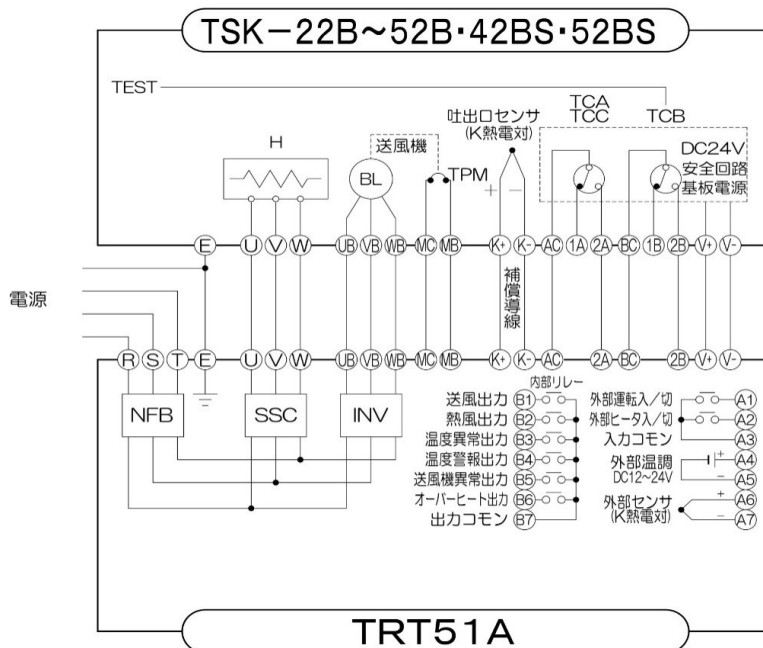 TSK−22B~52B・42BS・52BS
TEST
H
送風機
BL
TPM
吐出口センサ
(K熱電対)
+ −
TCA
TCC
TCB
DC24V
安全回路
基板電源
E U V W UB VB WB MC MB K+ K- AC 1A 2A BC 1B 2B V+ V-
電源
補償導線
R S T E U V W UB VB WB MC MB K+ K- AC 2A BC 2B V+ V-
NFB
SSC
INV
内部リレー
送風出力 B1
熱風出力 B2
温度異常出力 B3
温度警報出力 B4
送風機異常出力 B5
オーバーヒート出力 B6
出力コモン B7
外部運転入/切 A1
外部ヒータ入/切 A2
入力コモン A3
外部温調 + A4
DC12~24V − A5
外部センサ + A6
(K熱電対) − A7
TRT51A